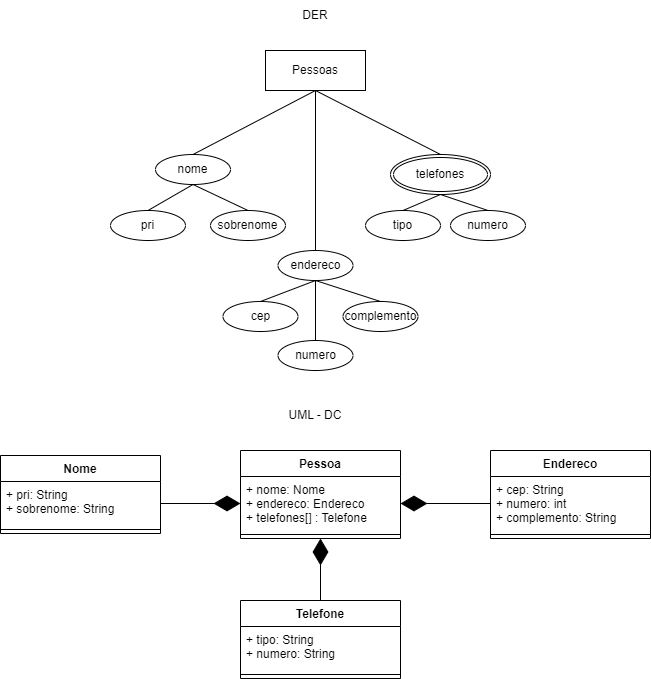 DER
Pessoas
nome
telefones
pri
sobrenome
tipo
numero
endereco
cep
complemento
numero
UML - DC
Nome
+ pri: String
+ sobrenome: String
Pessoa
+ nome: Nome
+ endereco: Endereco
+ telefones[] : Telefone
Endereco
+ cep: String
+ numero: int
+ complemento: String
Telefone
+ tipo: String
+ numero: String